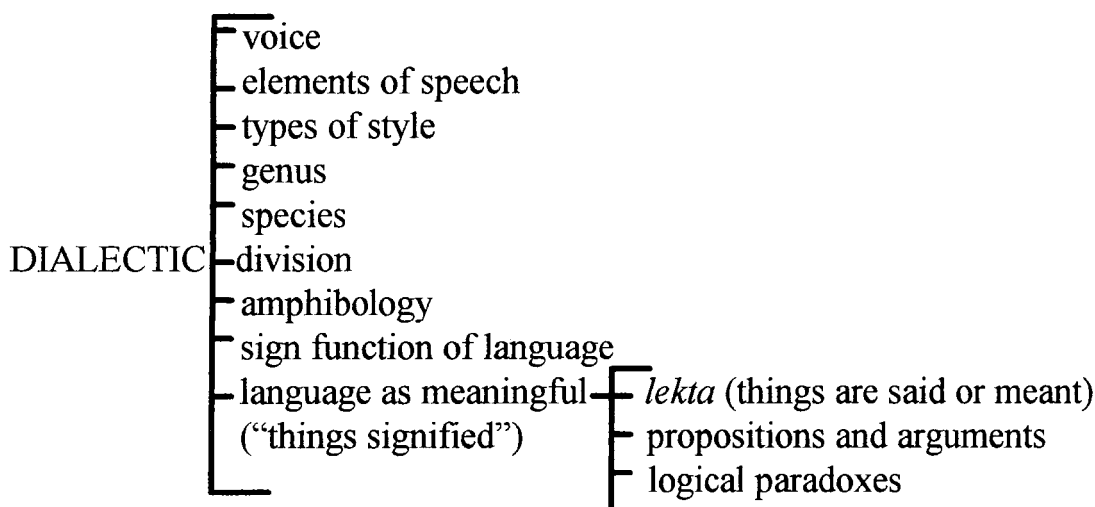 voice
elements of speech
types of style
genus
species
DIALECTIC division
amphibology
sign function of language
language as meaningful lekta (things are said or meant)
(“things signified”) propositions and arguments
logical paradoxes